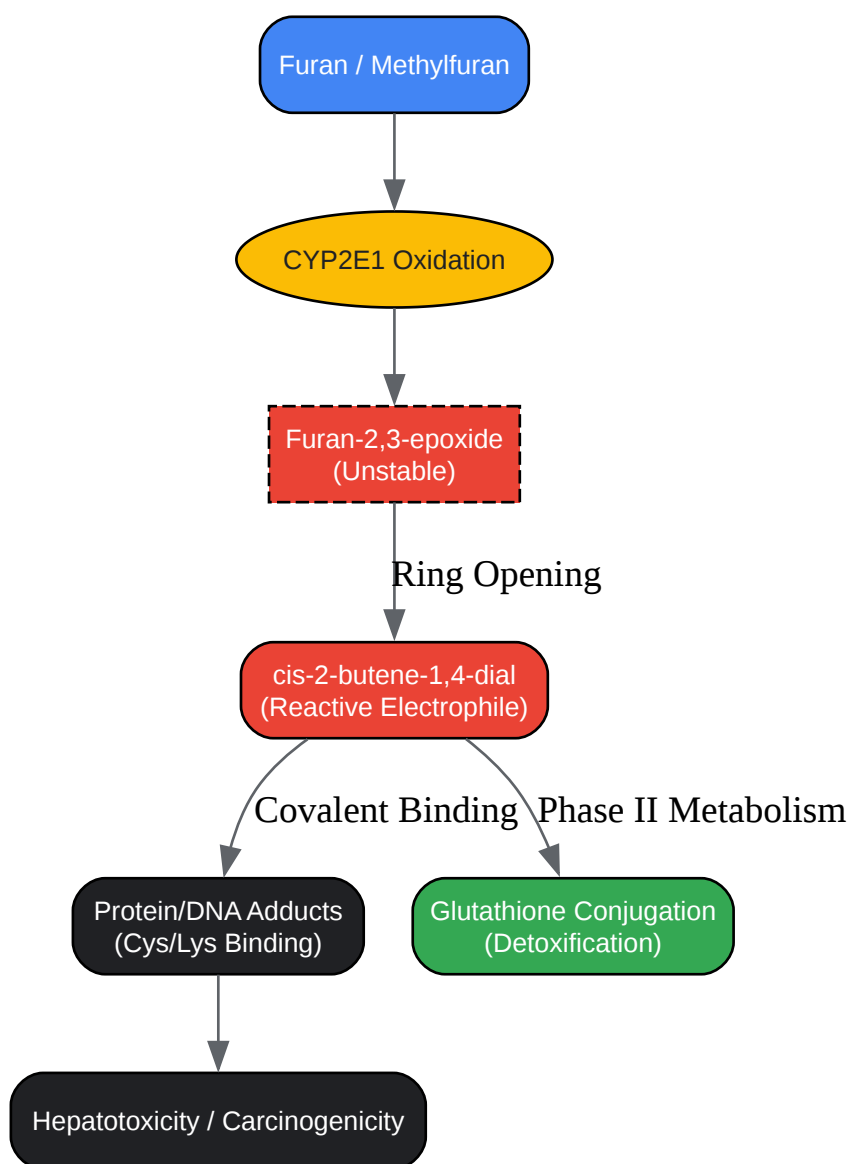 Furan / Methylfuran
CYP2E1 Oxidation
Furan-2,3-epoxide
(Unstable)
Ring Opening
cis-2-butene-1,4-dial
(Reactive Electrophile)
Covalent Binding
Phase II Metabolism
Protein/DNA Adducts
(Cys/Lys Binding)
Glutathione Conjugation
(Detoxification)
Hepatotoxicity / Carcinogenicity